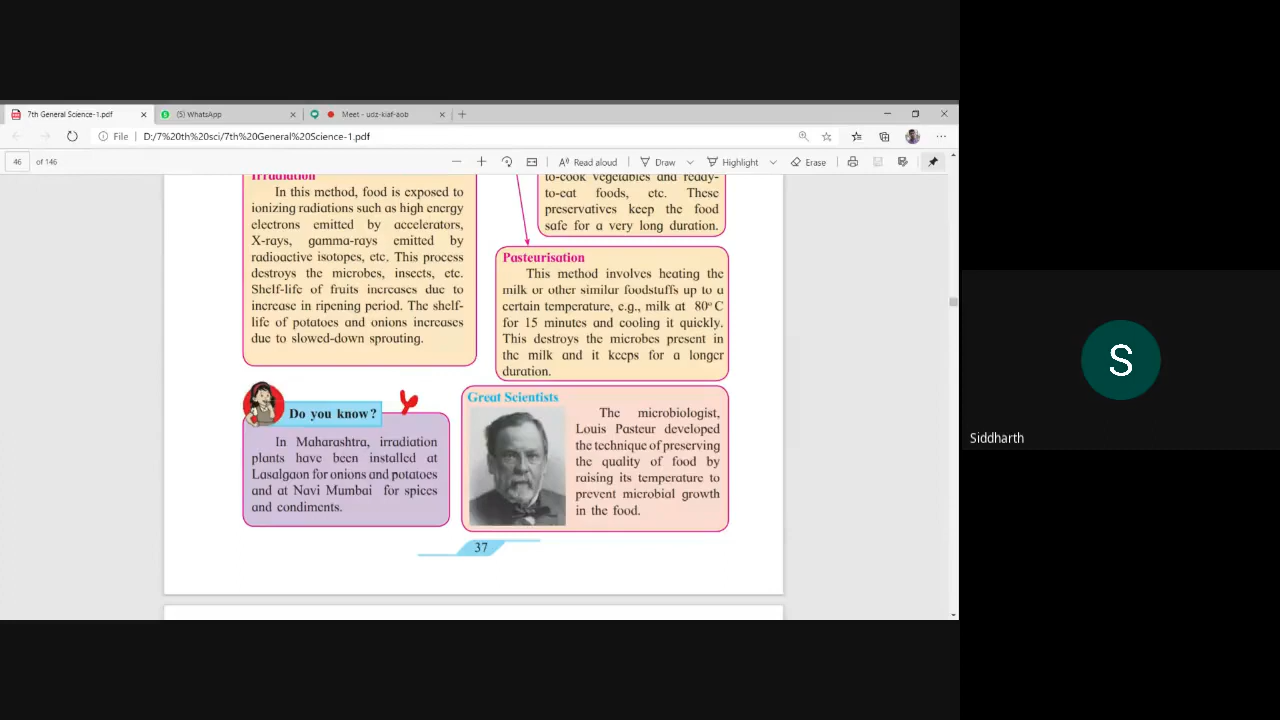 7th General Science-1.pdf
(5) WhatsApp
Meet - udz-kiaf-aob
File
D:/7%20th%20sci/7th%20General%20Science-1.pdf
46 of 146
Read aloud
Draw
Highlight
Erase
Irradiation
In this method, food is exposed to
ionizing radiations such as high energy
electrons emitted by accelerators,
X-rays, gamma-rays emitted by
radioactive isotopes, etc. This process
destroys the microbes, insects, etc.
Shelf-life of fruits increases due to
increase in ripening period. The shelf-
life of potatoes and onions increases
due to slowed-down sprouting.
to-cook vegetables and ready-
to-eat foods, etc. These
preservatives keep the food
safe for a very long duration.
Pasteurisation
This method involves heating the
milk or other similar foodstuffs up to a
certain temperature, e.g., milk at 80° C
for 15 minutes and cooling it quickly.
This destroys the microbes present in
the milk and it keeps for a longer
duration.
Do you know?
In Maharashtra, irradiation
plants have been installed at
Lasalgaon for onions and potatoes
and at Navi Mumbai for spices
and condiments.
Great Scientists
The microbiologist,
Louis Pasteur developed
the technique of preserving
the quality of food by
raising its temperature to
prevent microbial growth
in the food.
37
S
Siddharth